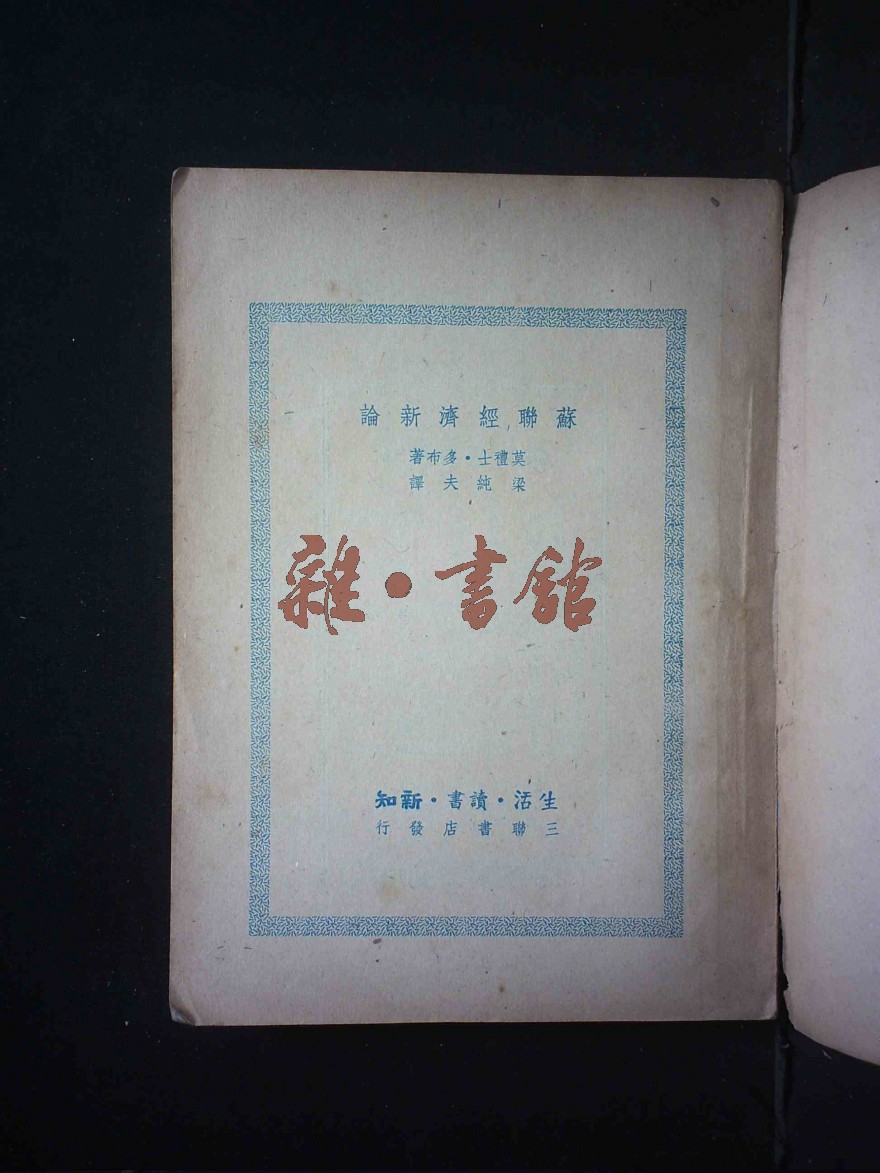 蘇聯經濟新論
莫禮士・多布著
梁純夫譯
雜・書館
生活・讀書・新知
三聯書店發行